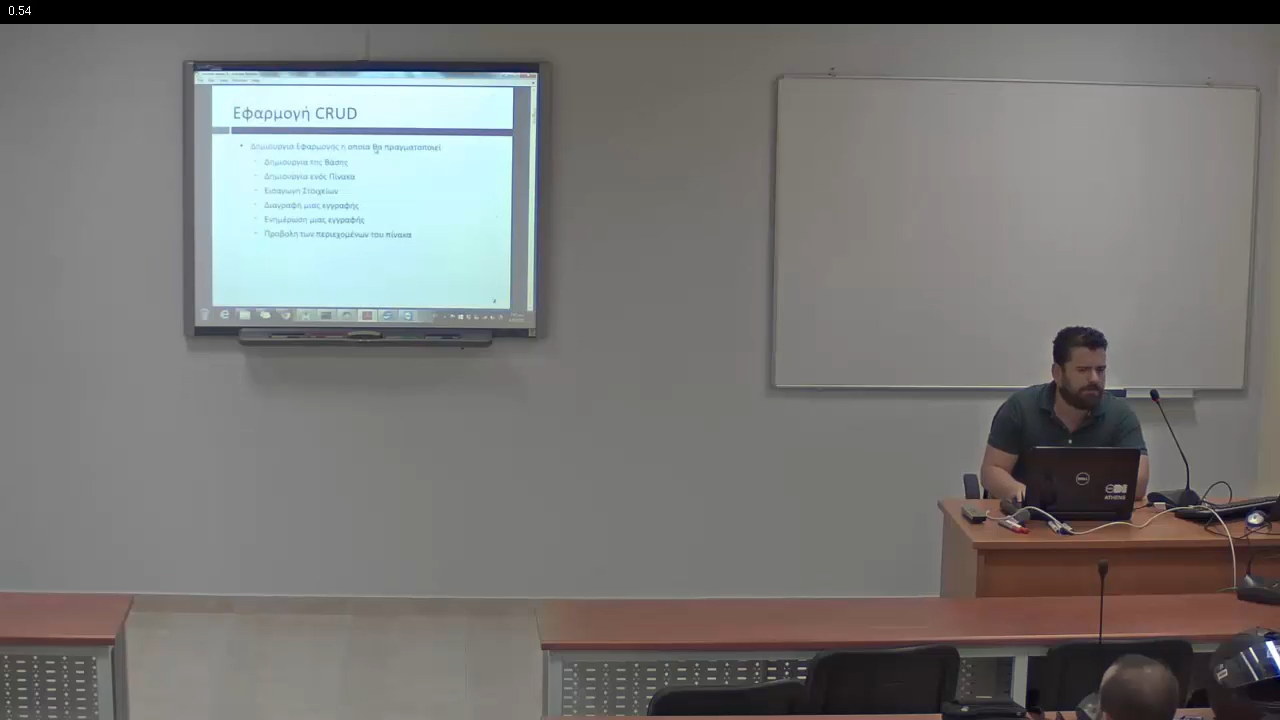 0.54
Εφαρμογή CRUD
Δημιουργία Εφαρμογής η οποία θα πραγματοποιεί
Δημιουργία της Βάσης
Δημιουργία ενός Πίνακα
Εισαγωγή Στοιχείων
Διαγραφή μιας εγγραφής
Ενημέρωση μιας εγγραφής
Προβολή των περιεχομένων του πίνακα
DELL
ATHENS